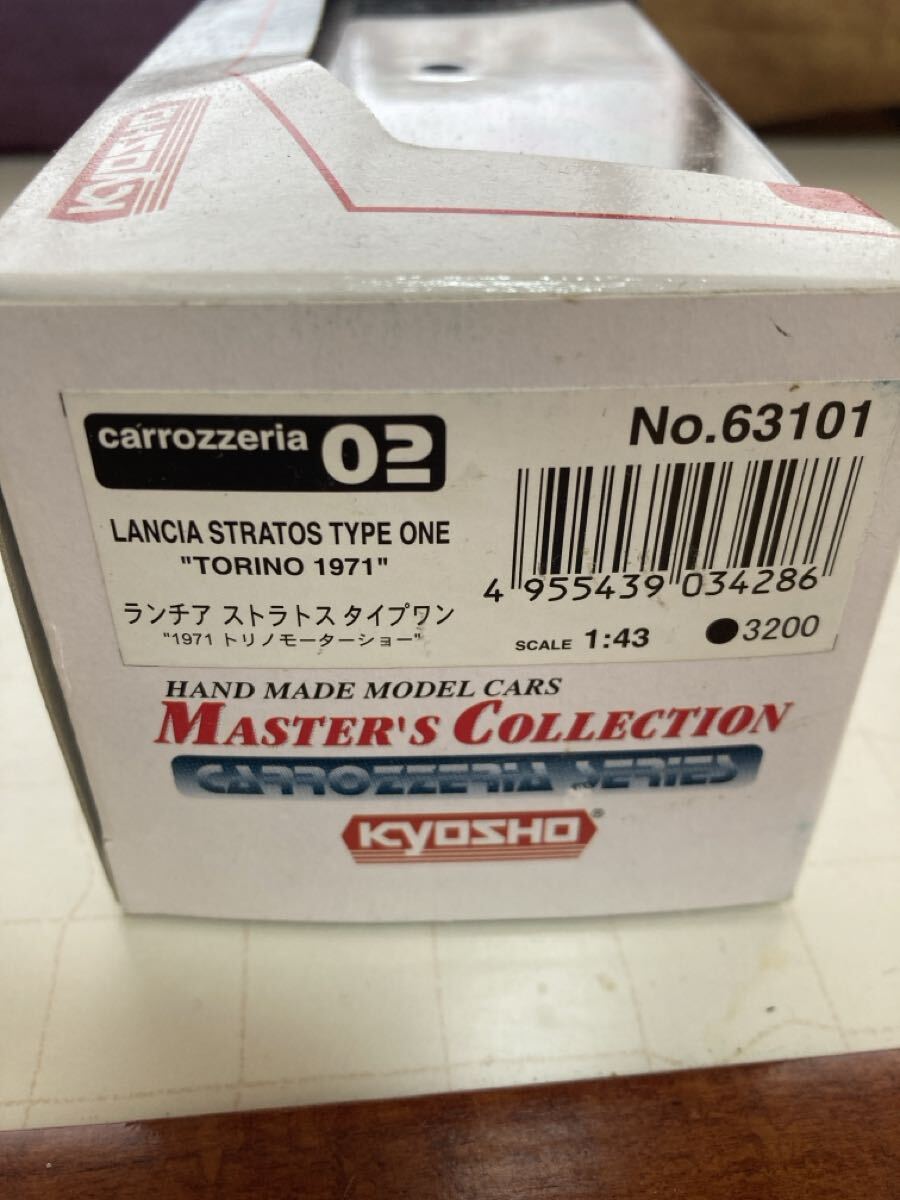 KYOSHO
carrozzeria 02
No.63101
LANCIA STRATOS TYPE ONE
"TORINO 1971"
4 955439 034286
ランチア ストラトス タイプワン
"1971 トリノモーターショー"
SCALE 1:43 ●3200
HAND MADE MODEL CARS
MASTER'S COLLECTION
CARROZZERIA SERIES
KYOSHO®